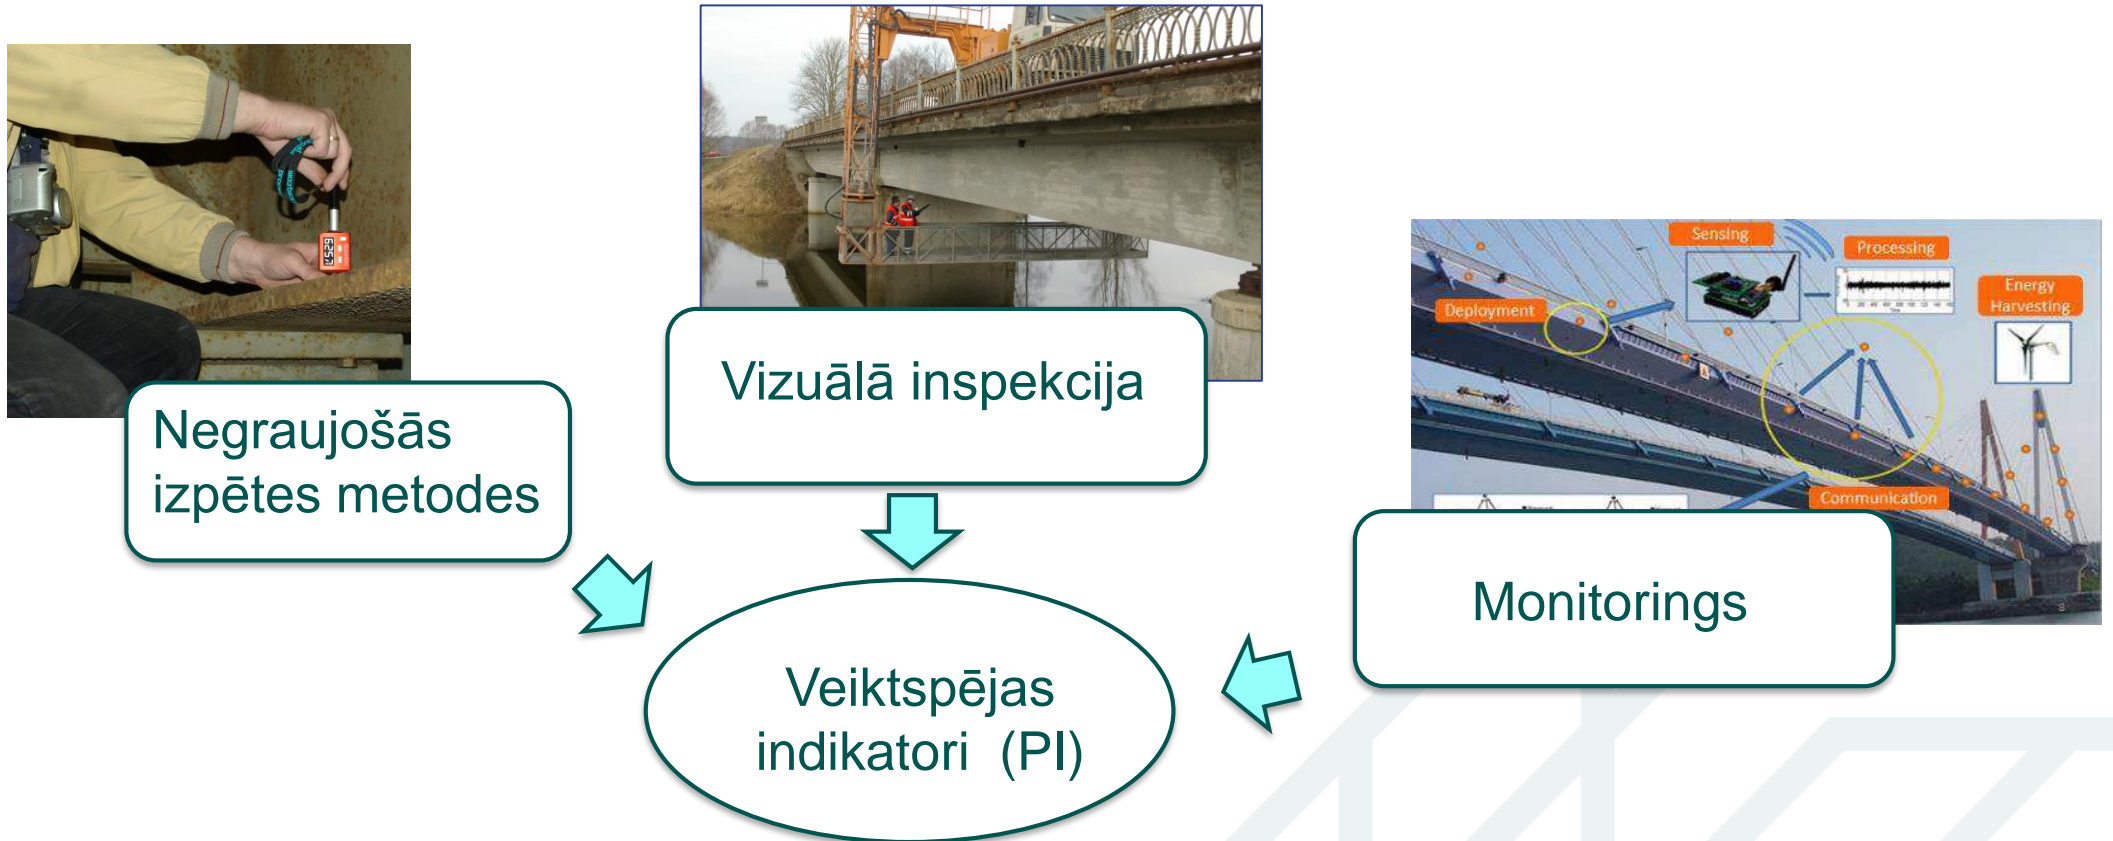 Negraujošās
izpētes metodes
Vizuālā inspekcija
Sensing
Processing
Energy
Harvesting
Deployment
Communication
Monitorings
Veiktspējas
indikatori (PI)